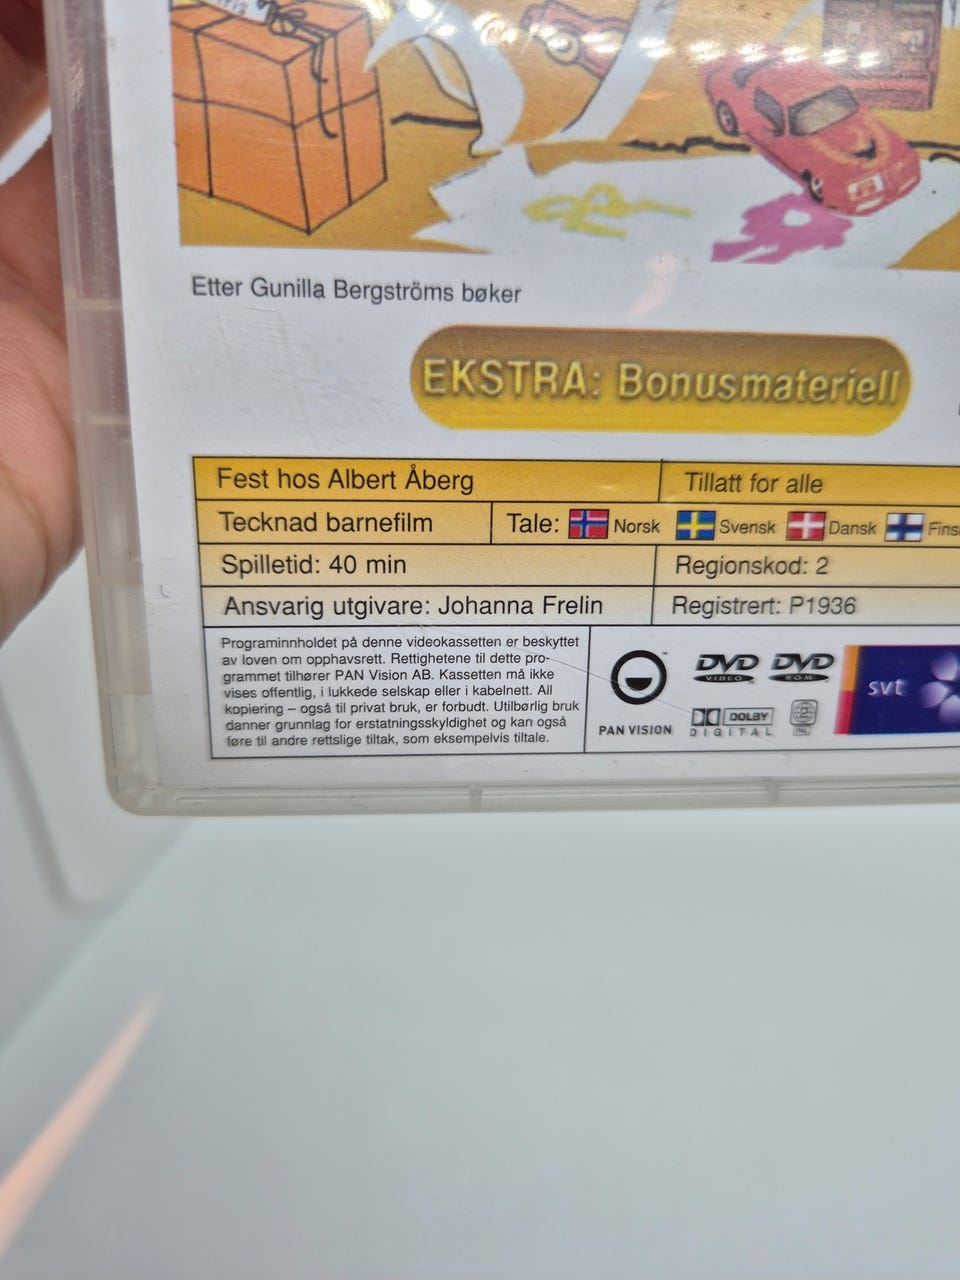 Etter Gunilla Bergströms bøker
EKSTRA: Bonusmateriell
Fest hos Albert Åberg
Tillatt for alle
Tecknad barnefilm
Tale: Norsk Svensk Dansk Fins
Spilletid: 40 min
Regionskod: 2
Ansvarig utgivare: Johanna Frelin
Registrert: P1936
Programinnholdet på denne videokassetten er beskyttet
av loven om opphavsrett. Rettighetene til dette pro-
grammet tilhører PAN Vision AB. Kassetten må ikke
vises offentlig, i lukkede selskap eller i kabelnett. All
kopiering – også til privat bruk, er forbudt. Utilbørlig bruk
danner grunnlag for erstatningsskyldighet og kan også
føre til andre rettslige tiltak, som eksempelvis tiltale.
PAN VISION
DVD VIDEO
DVD ROM
DOLBY DIGITAL
2 PAL
svt